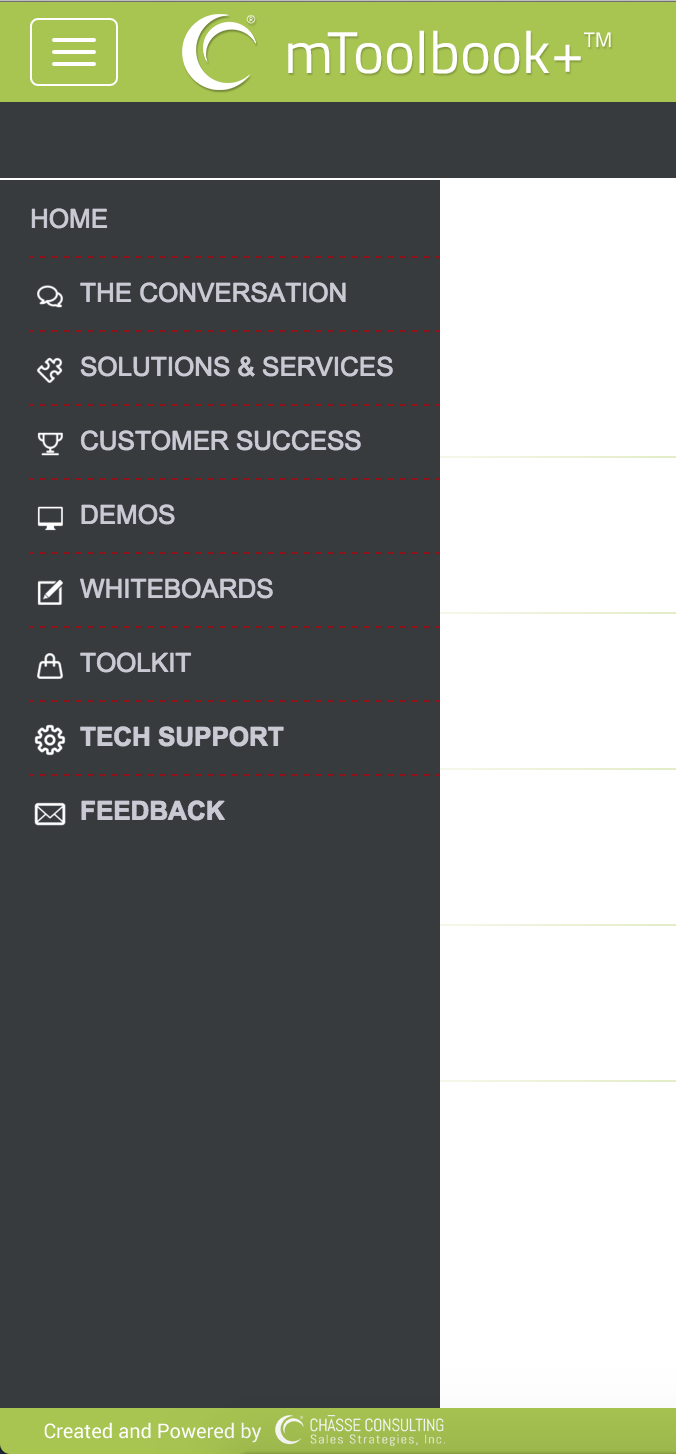 ® mToolbook+™
HOME
THE CONVERSATION
SOLUTIONS & SERVICES
CUSTOMER SUCCESS
DEMOS
WHITEBOARDS
TOOLKIT
TECH SUPPORT
FEEDBACK
Created and Powered by CHĀSSE CONSULTING
Sales Strategies, Inc.